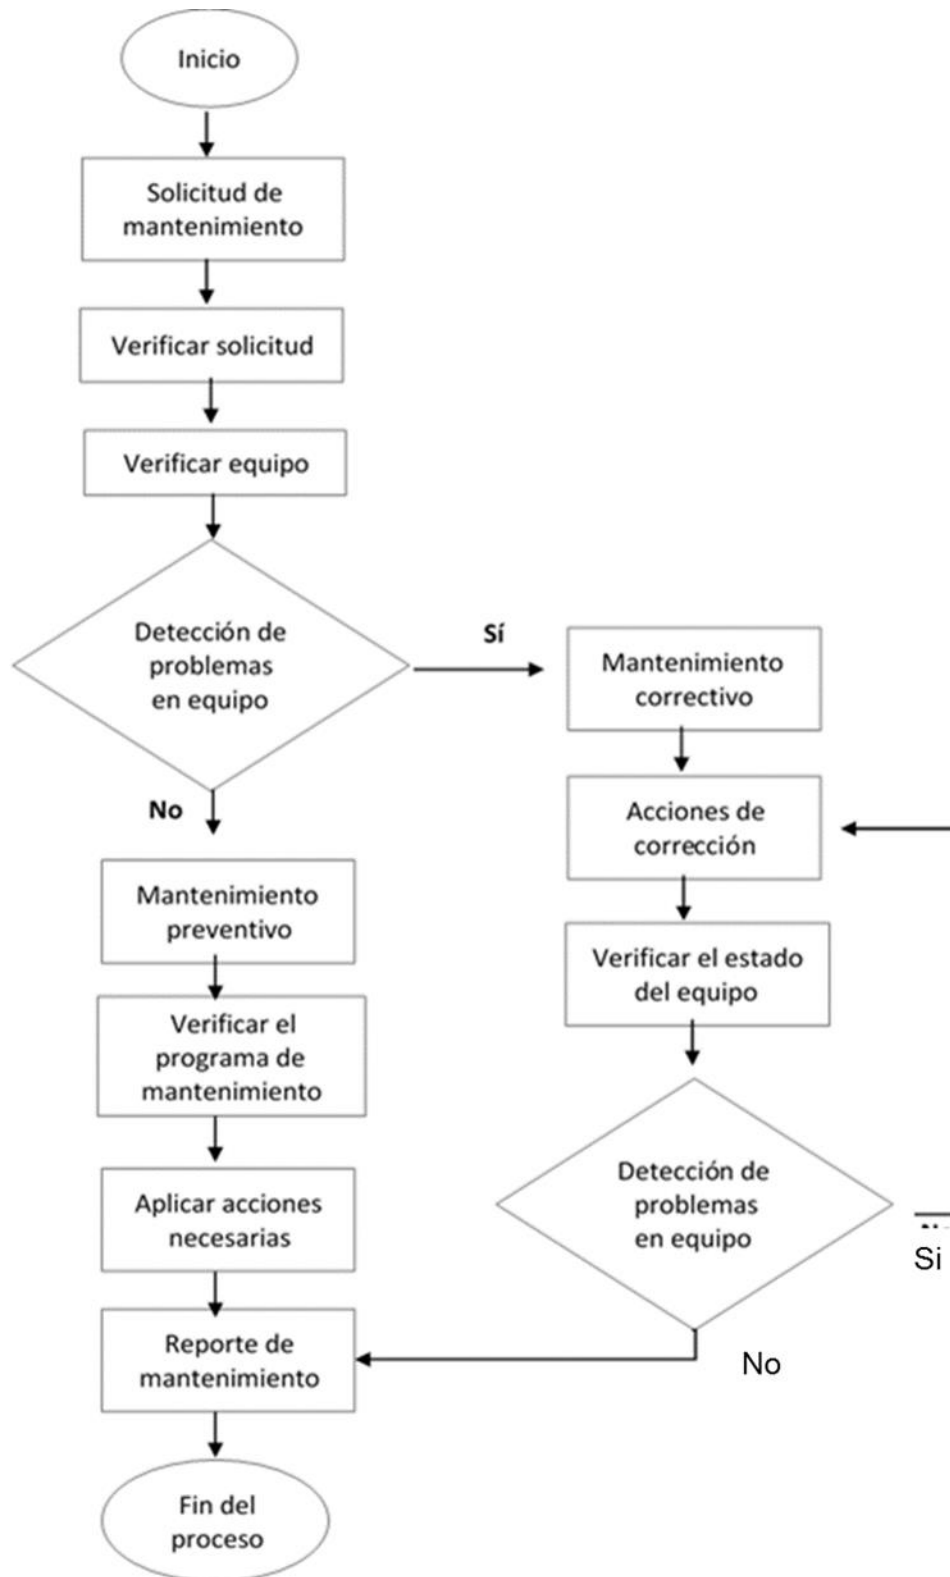 Inicio
Solicitud de
mantenimiento
Verificar solicitud
Verificar equipo
Detección de
problemas
en equipo
Sí
No
Mantenimiento
correctivo
Acciones de
corrección
Verificar el estado
del equipo
Detección de
problemas
en equipo
Si
No
Mantenimiento
preventivo
Verificar el
programa de
mantenimiento
Aplicar acciones
necesarias
Reporte de
mantenimiento
Fin del
proceso